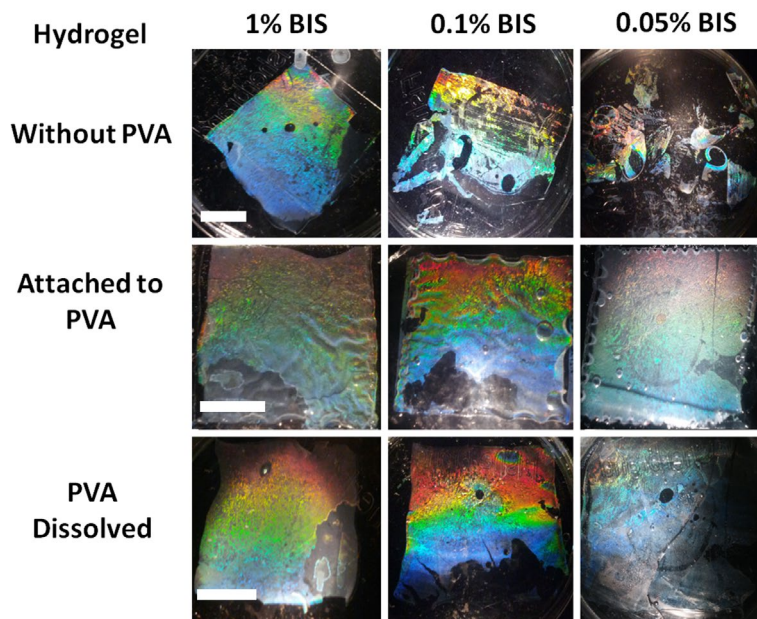 Hydrogel
1% BIS
0.1% BIS
0.05% BIS
Without PVA
Attached to
PVA
PVA
Dissolved